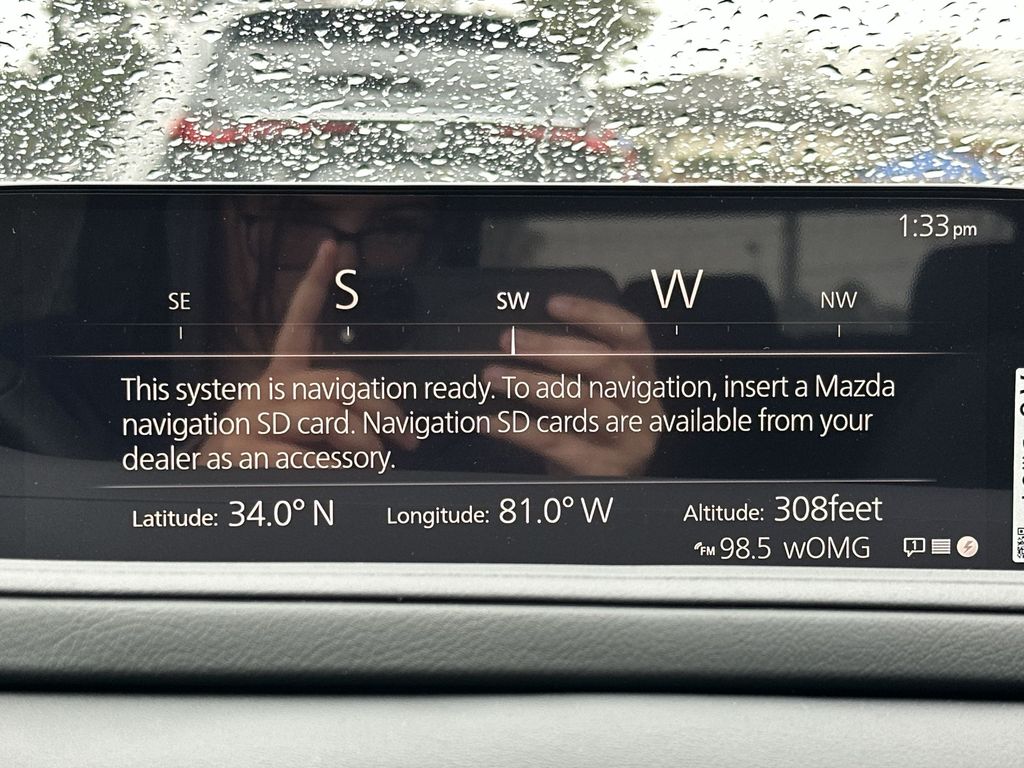 1:33pm
SE S SW W NW
This system is navigation ready. To add navigation, insert a Mazda
navigation SD card. Navigation SD cards are available from your
dealer as an accessory.
Latitude: 34.0° N Longitude: 81.0° W Altitude: 308feet
FM 98.5 wOMG 1